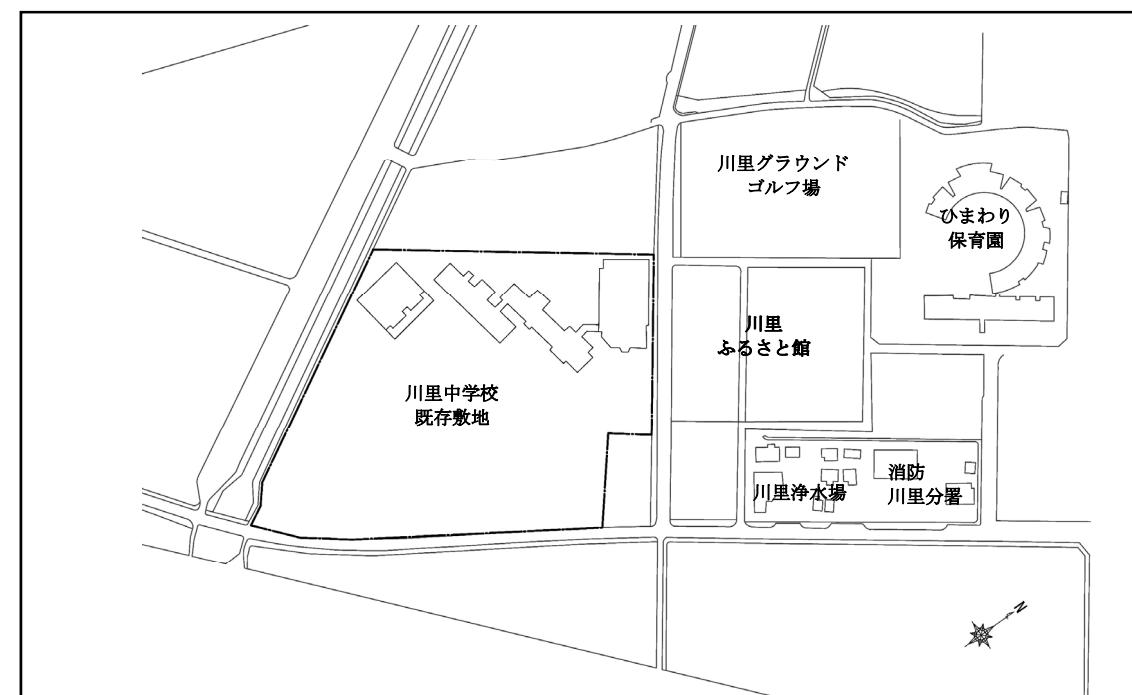 川里グラウンド
ゴルフ場
ひまわり
保育園
川里
ふるさと館
川里中学校
既存敷地
川里浄水場
消防
川里分署
N